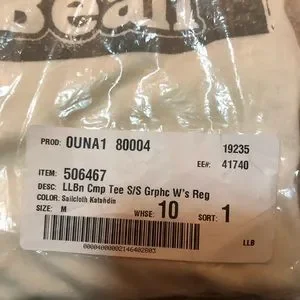 Bean
PROD: 0UNA1 80004 19235
EE#: 41740
ITEM: 506467
DESC: LLBn Cmp Tee S/S Grphc W's Reg
COLOR: Sailcloth Katahdin
SIZE: M WHSE: 10 SORT: 1
00004000002146402803
LLB